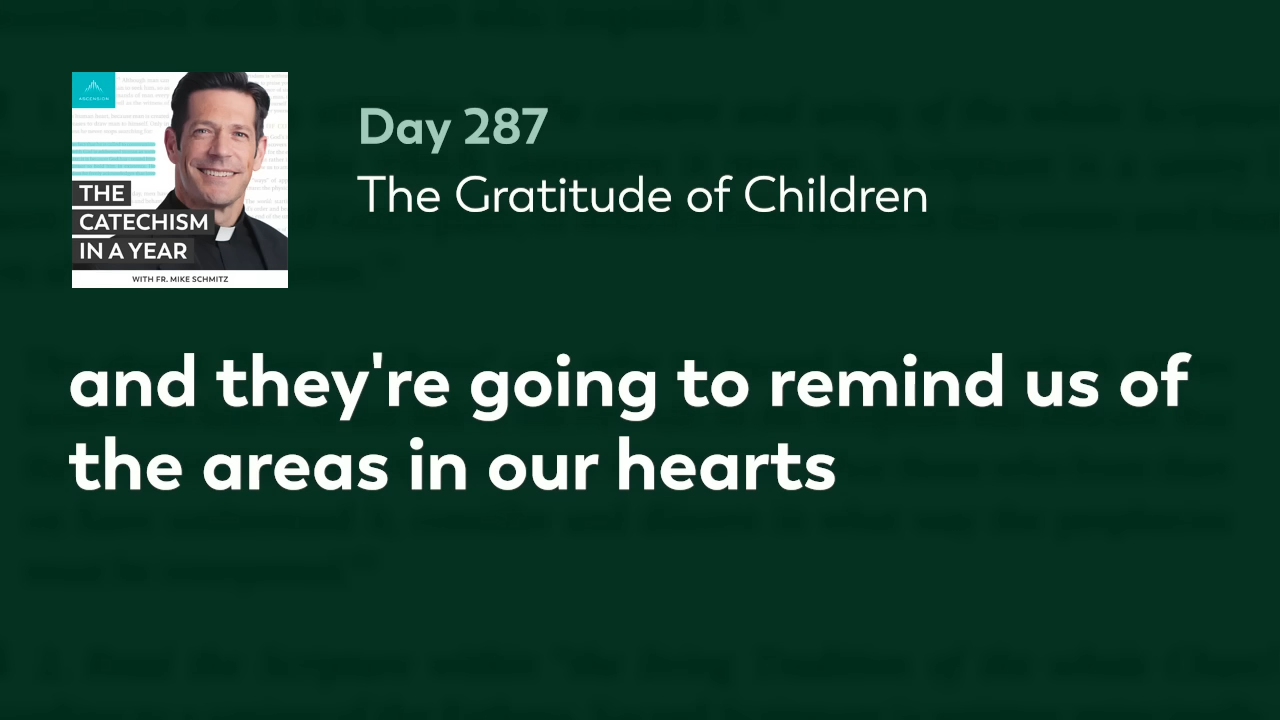 ASCENSION
THE
CATECHISM
IN A YEAR
WITH FR. MIKE SCHMITZ
Day 287
The Gratitude of Children
and they're going to remind us of
the areas in our hearts